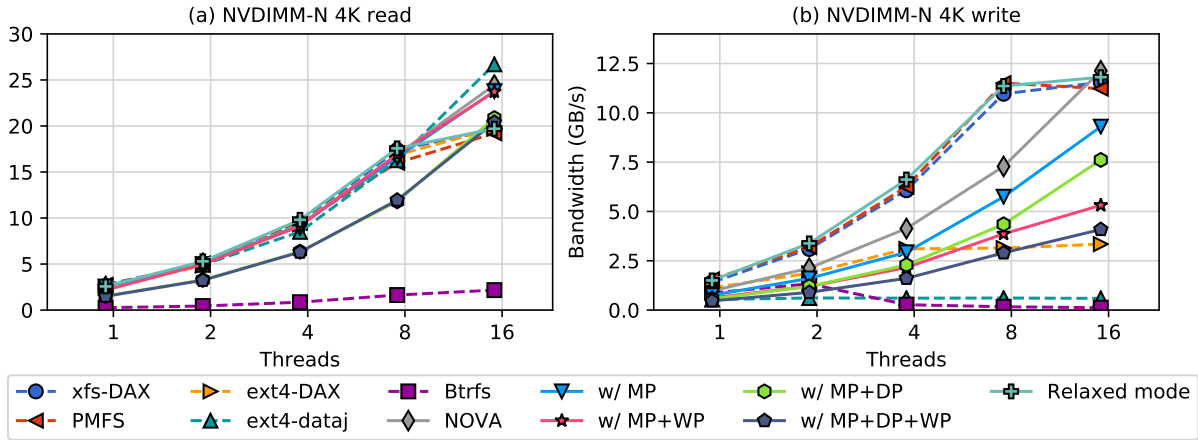 (a) NVDIMM-N 4K read
(b) NVDIMM-N 4K write
30
25
20
15
10
5
0
1 2 4 8 16
Threads
Bandwidth (GB/s)
12.5
10.0
7.5
5.0
2.5
0.0
1 2 4 8 16
Threads
xfs-DAX ext4-DAX Btrfs w/ MP w/ MP+DP Relaxed mode
PMFS ext4-dataj NOVA w/ MP+WP w/ MP+DP+WP